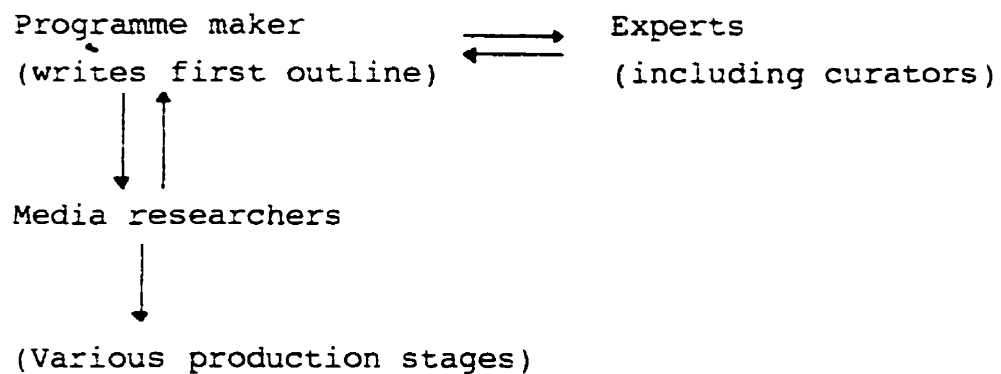 Programme maker
(writes first outline)
Experts
(including curators)
Media researchers
(Various production stages)